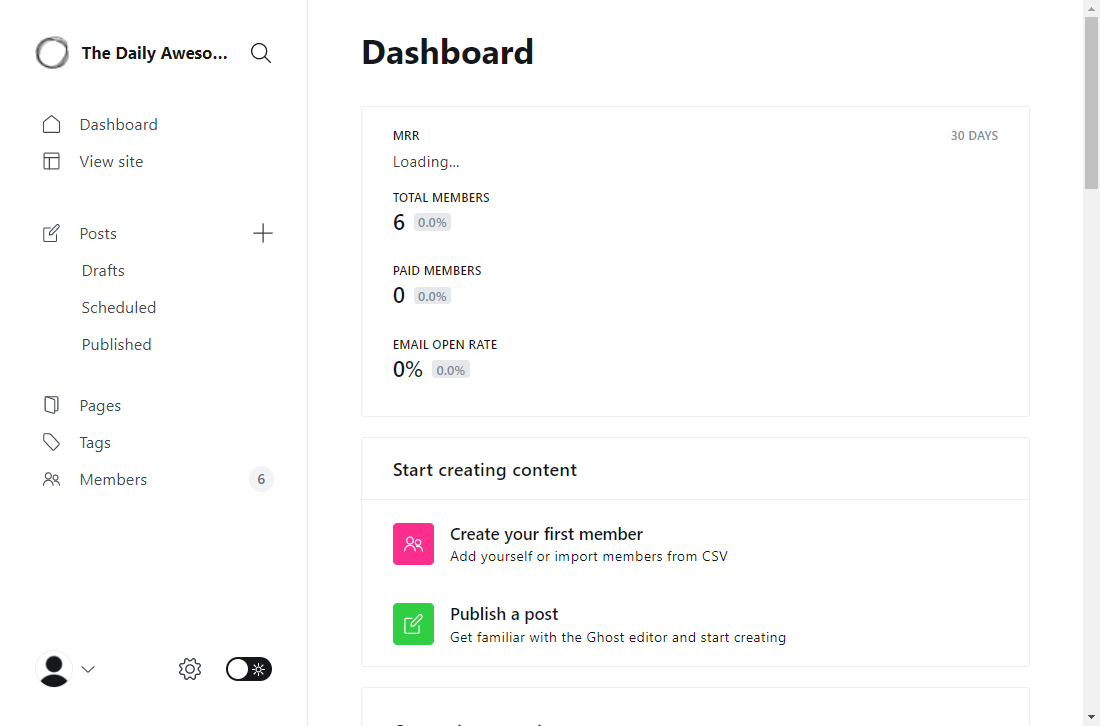 The Daily Aweso...
Dashboard
View site
Posts
Drafts
Scheduled
Published
Pages
Tags
Members 6
Dashboard
MRR 30 DAYS
Loading...
TOTAL MEMBERS
6 0.0%
PAID MEMBERS
0 0.0%
EMAIL OPEN RATE
0% 0.0%
Start creating content
Create your first member
Add yourself or import members from CSV
Publish a post
Get familiar with the Ghost editor and start creating